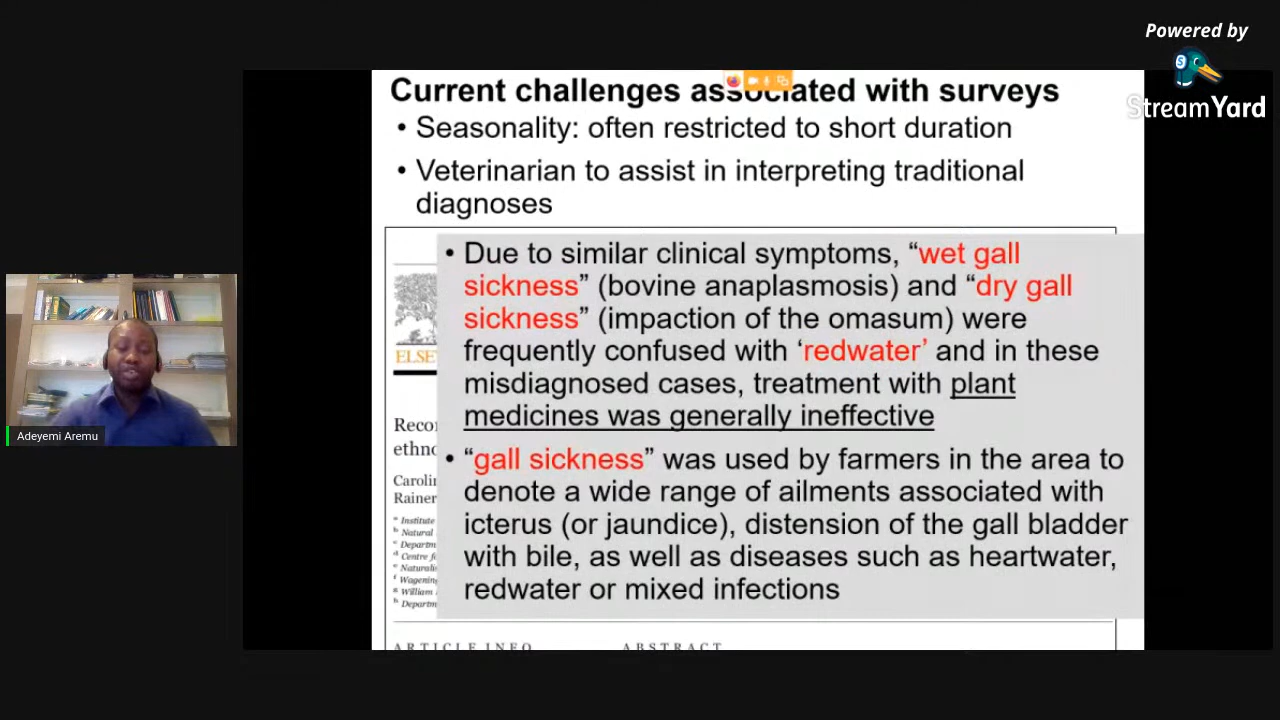 Powered by
StreamYard
Current challenges associated with surveys
• Seasonality: often restricted to short duration
• Veterinarian to assist in interpreting traditional
diagnoses
• Due to similar clinical symptoms, “wet gall
sickness” (bovine anaplasmosis) and “dry gall
sickness” (impaction of the omasum) were
frequently confused with ‘redwater’ and in these
misdiagnosed cases, treatment with plant
medicines was generally ineffective
• “gall sickness” was used by farmers in the area to
denote a wide range of ailments associated with
icterus (or jaundice), distension of the gall bladder
with bile, as well as diseases such as heartwater,
redwater or mixed infections
ELSE
Reco
ethno
Carolin
Rainer
a Institute
b Natural
c Departm
d Centre fo
e Naturali
f Wagening
g William
h Departm
ARTICLE INFO
ABSTRACT
Adeyemi Aremu